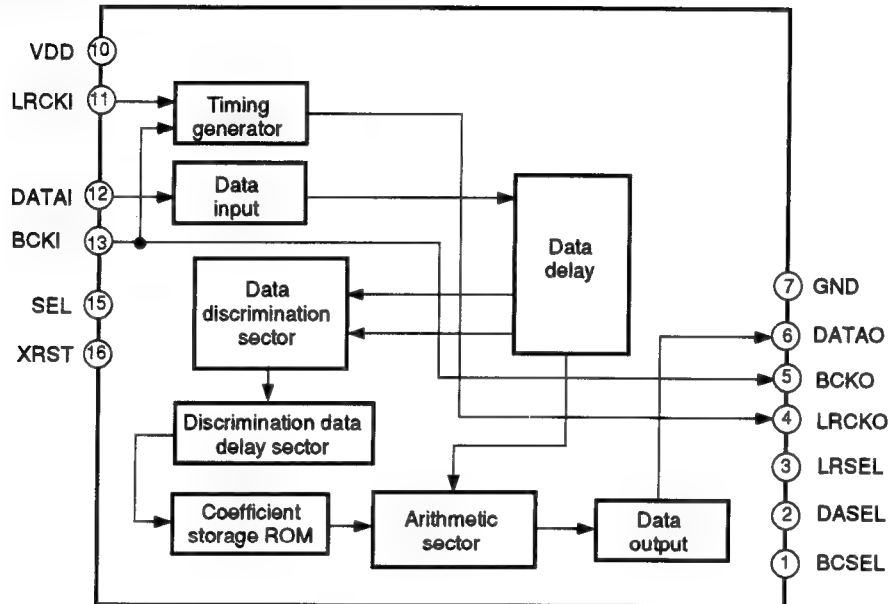 VDD 10
LRCKI 11
Timing
generator
DATAI 12
Data
input
BCKI 13
Data
delay
SEL 15
XRST 16
Data
discrimination
sector
Discrimination data
delay sector
Coefficient
storage ROM
Arithmetic
sector
Data
output
7 GND
6 DATAO
5 BCKO
4 LRCKO
3 LRSEL
2 DASEL
1 BCSEL